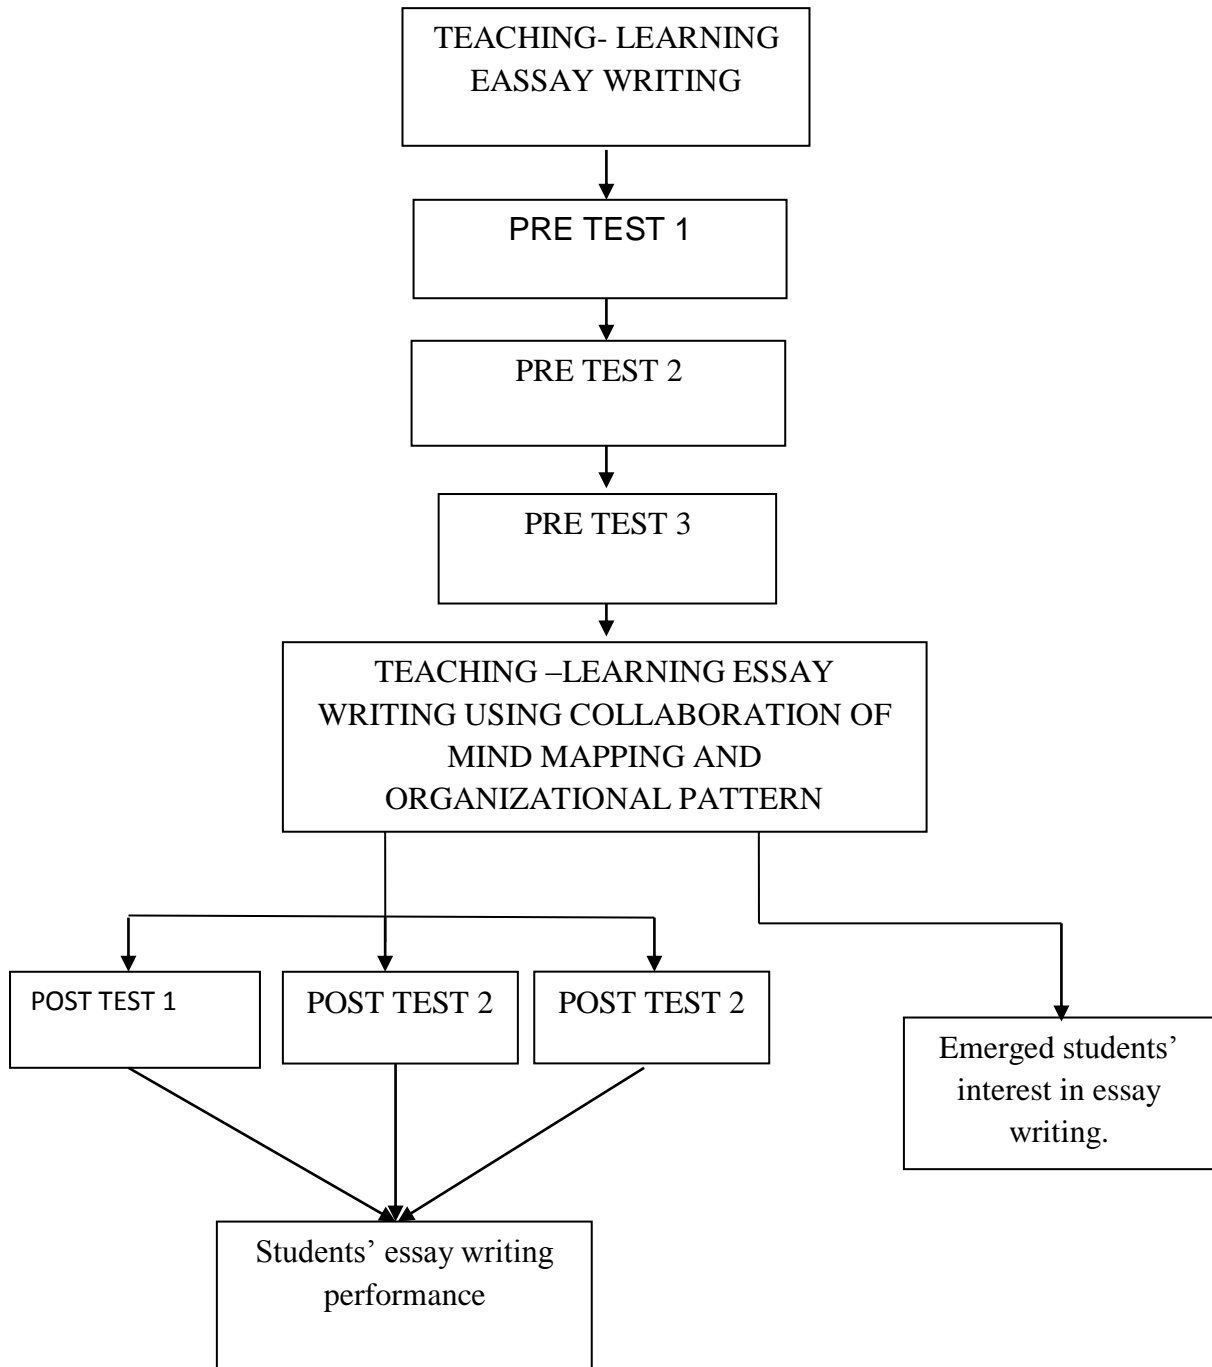 TEACHING- LEARNING
EASSAY WRITING
PRE TEST 1
PRE TEST 2
PRE TEST 3
TEACHING –LEARNING ESSAY
WRITING USING COLLABORATION OF
MIND MAPPING AND
ORGANIZATIONAL PATTERN
POST TEST 1
POST TEST 2
POST TEST 2
Emerged students’
interest in essay
writing.
Students’ essay writing
performance